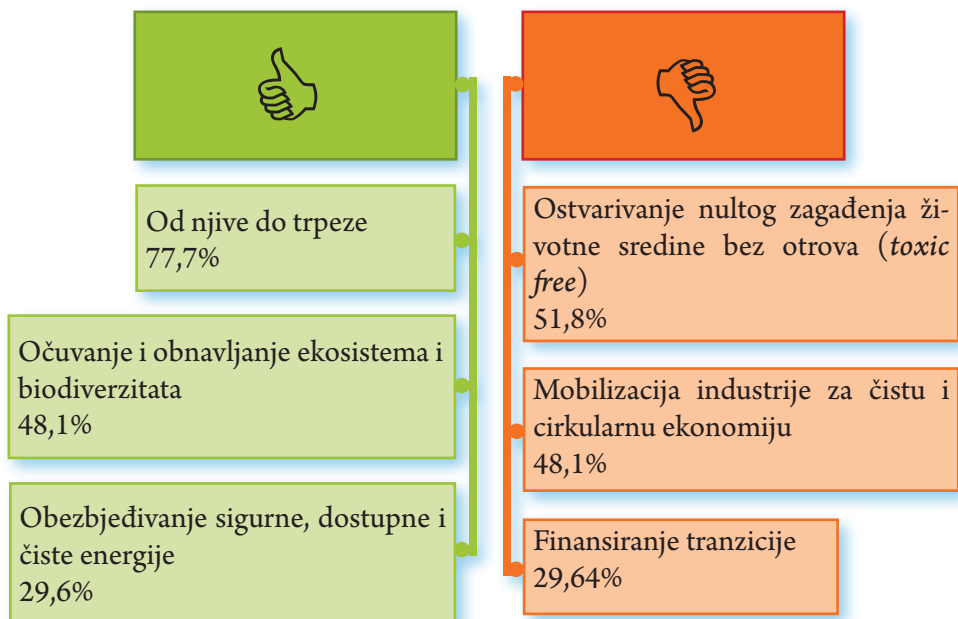 Od njive do trpeze
77,7%
Očuvanje i obnavljanje ekosistema i
biodiverzitata
48,1%
Obezbjeđivanje sigurne, dostupne i
čiste energije
29,6%
Ostvarivanje nultog zagađenja ži-
votne sredine bez otrova (toxic
free)
51,8%
Mobilizacija industrije za čistu i
cirkularnu ekonomiju
48,1%
Finansiranje tranzicije
29,64%